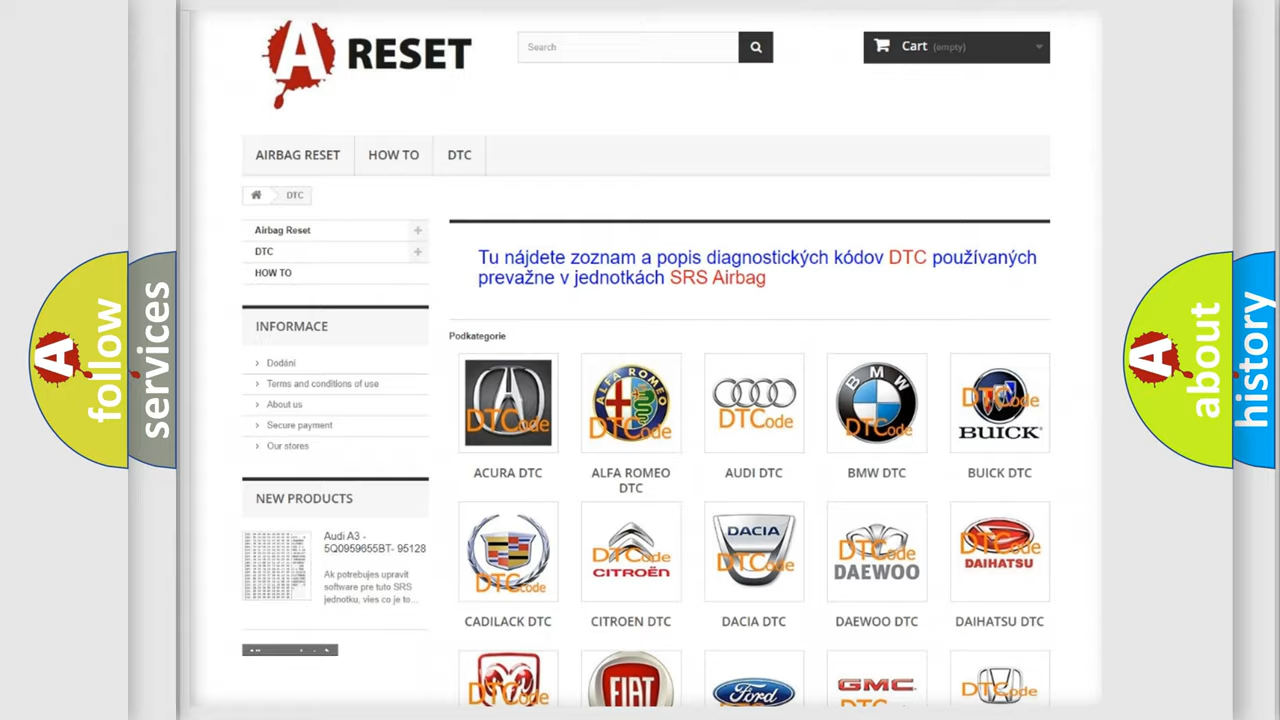 A RESET
Search
Cart (empty)
AIRBAG RESET
HOW TO
DTC
DTC
Airbag Reset
DTC
HOW TO
INFORMACE
Dodání
Terms and conditions of use
About us
Secure payment
Our stores
NEW PRODUCTS
Audi A3 -
5Q0959655BT- 95128
Ak potrebujes upravit
software pre tuto SRS
jednotku, vies co je to...
Tu nájdete zoznam a popis diagnostických kódov DTC používaných
prevažne v jednotkách SRS Airbag
Podkategorie
DTCode
ALFA ROMEO
DTCode
DTCode
BMW
DTCode
DTCode
BUICK
ACURA DTC
ALFA ROMEO
DTC
AUDI DTC
BMW DTC
BUICK DTC
DTCode
DTCode
CITROËN
DACIA
DTCode
DTCode
DAEWOO
DTCode
DAIHATSU
CADILACK DTC
CITROEN DTC
DACIA DTC
DAEWOO DTC
DAIHATSU DTC
DTCode
FIAT
Ford
GMC
DTCode
A
follow
services
A
about
history